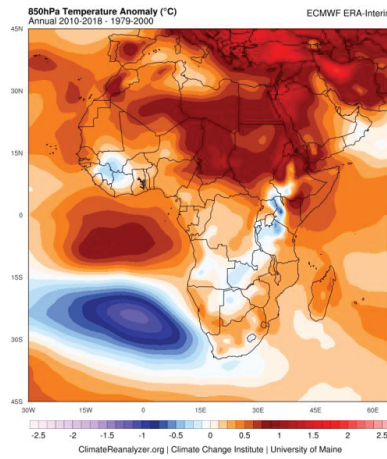 850hPa Temperature Anomaly (°C)
ECMWF ERA-Interim
Annual 2010-2018 - 1979-2000
45N
30N
15N
0
15S
30S
45S
30W 15W 0 15E 30E 45E 60E
-2.5 -2 -1.5 -1 -0.5 0 0.5 1 1.5 2 2.5
ClimateReanalyzer.org | Climate Change Institute | University of Maine